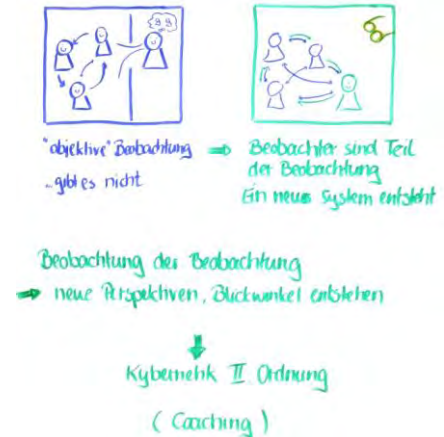 "objektive" Beobachtung
- gibt es nicht
⇒ Beobachter sind Teil
der Beobachtung
Ein neues System entsteht
Beobachtung der Beobachtung
⇒ neue Perspektiven, Blickwinkel entstehen
Kybernetik II Ordnung
( Coaching )